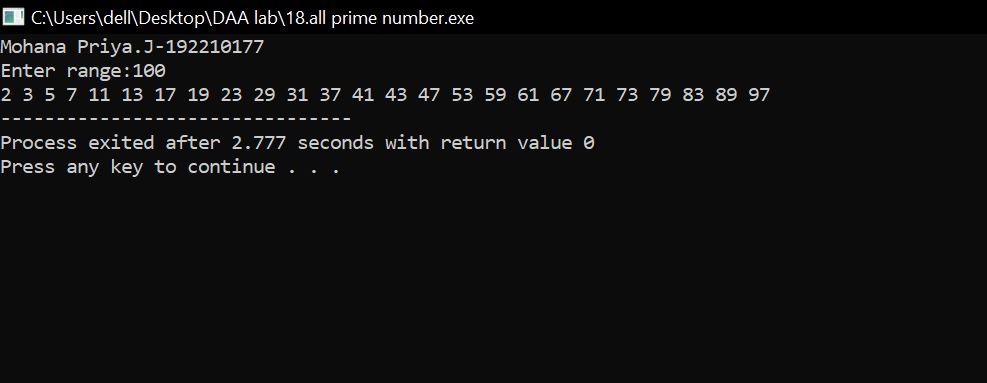 C:\Users\dell\Desktop\DAA lab\18.all prime number.exe
Mohana Priya.J-192210177
Enter range:100
2 3 5 7 11 13 17 19 23 29 31 37 41 43 47 53 59 61 67 71 73 79 83 89 97
--------------------------------
Process exited after 2.777 seconds with return value 0
Press any key to continue . . .